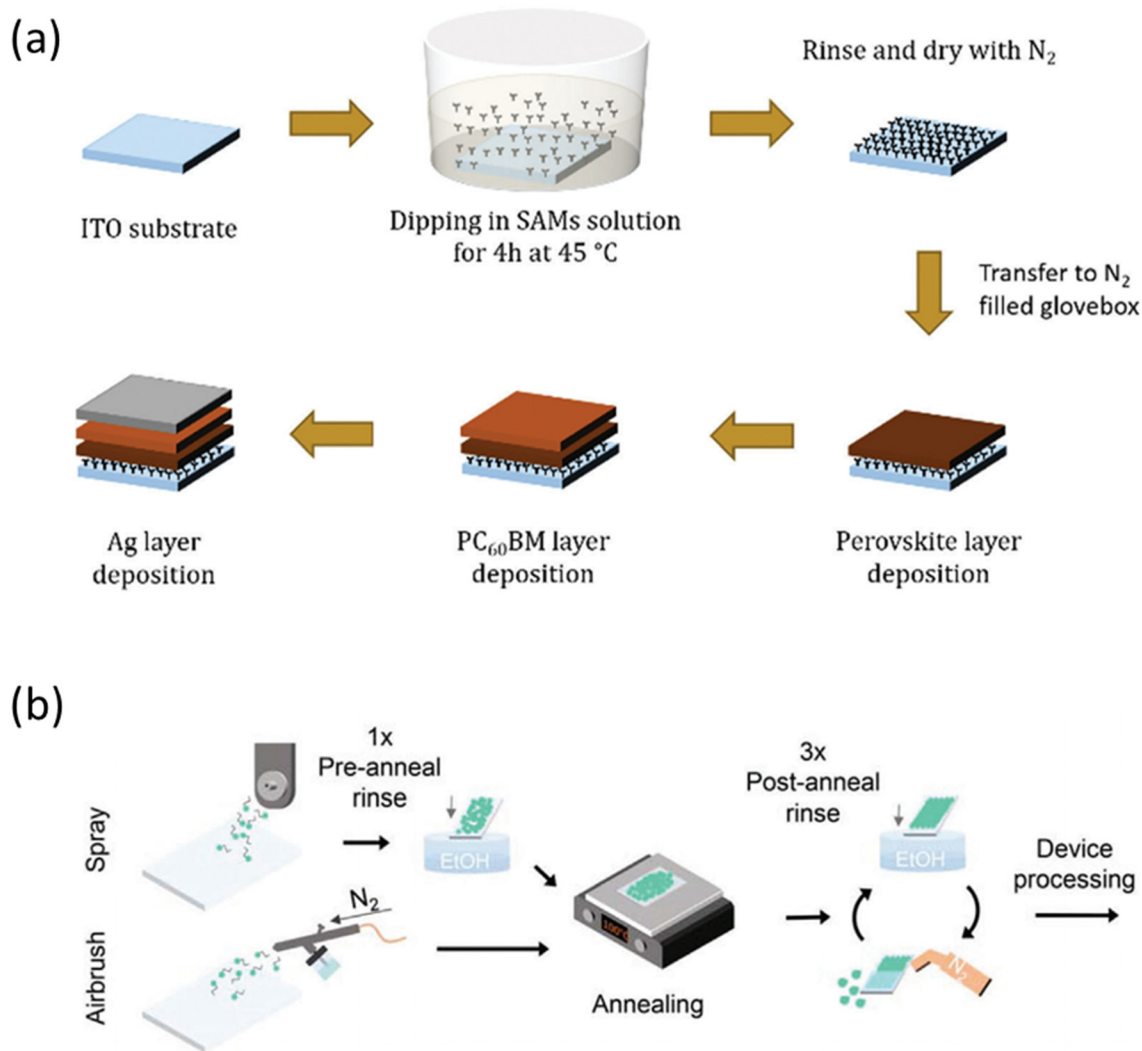 (a)
ITO substrate
Dipping in SAMs solution
for 4h at 45 °C
Rinse and dry with N₂
Transfer to N₂
filled glovebox
Ag layer
deposition
PC₆₀BM layer
deposition
Perovskite layer
deposition
(b)
Spray
1x
Pre-anneal
rinse
EtOH
Airbrush
N₂
100°C
Annealing
3x
Post-anneal
rinse
EtOH
N₂
Device
processing